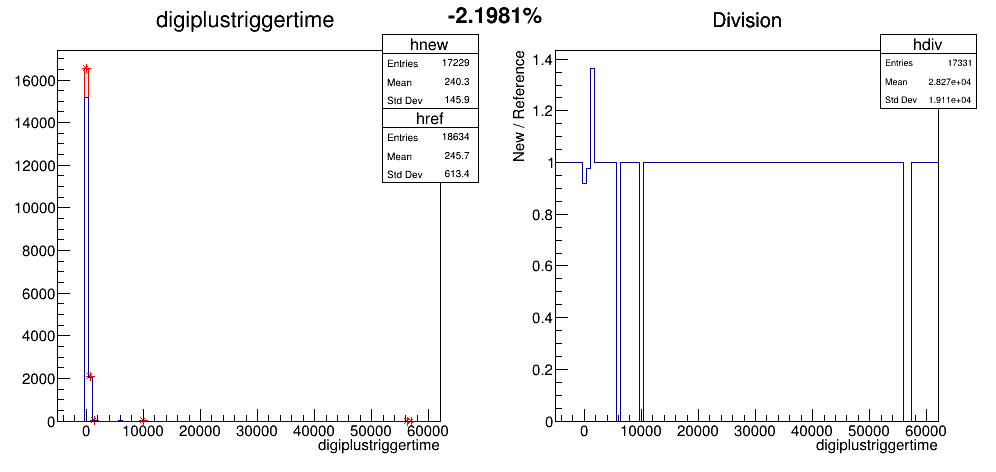 digiplustriggertime
-2.1981%
Division
hnew
Entries 17229
Mean 240.3
Std Dev 145.9
href
Entries 18634
Mean 245.7
Std Dev 613.4
16000
14000
12000
10000
8000
6000
4000
2000
0
0 10000 20000 30000 40000 50000 60000
digiplustriggertime
hdiv
Entries 17331
Mean 2.827e+04
Std Dev 1.911e+04
New / Reference
1.4
1.2
1
0.8
0.6
0.4
0.2
0
0 10000 20000 30000 40000 50000 60000
digiplustriggertime